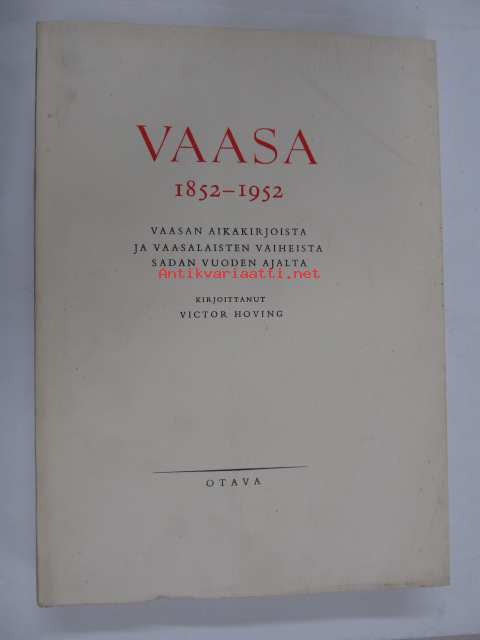 VAASA
1852–1952
VAASAN AIKAKIRJOISTA
JA VAASALAISTEN VAIHEISTA
SADAN VUODEN AJALTA
Antikvariaatti.net
KIRJOITTANUT
VICTOR HOVING
OTAVA